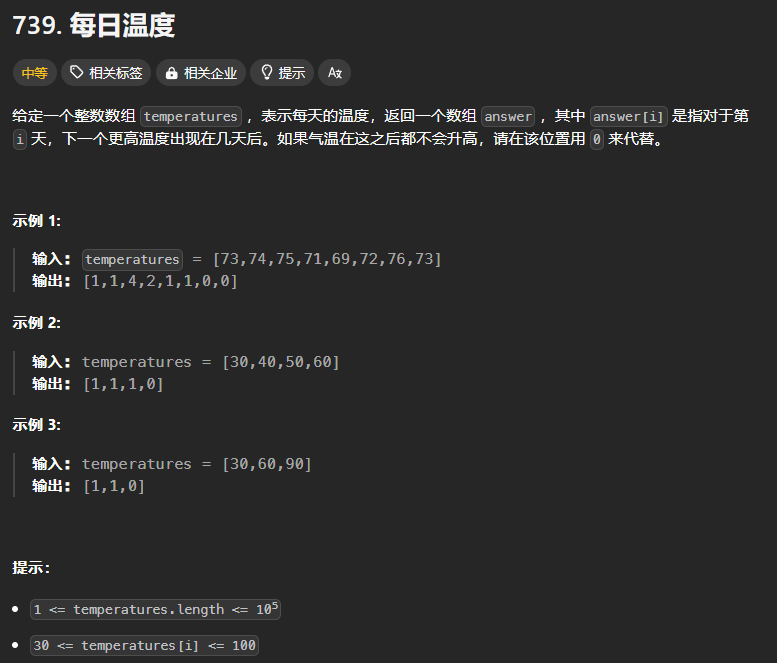 739. 每日温度
中等 相关标签 相关企业 提示 Aあ
给定一个整数数组 temperatures ，表示每天的温度，返回一个数组 answer ，其中 answer[i] 是指对于第
i 天，下一个更高温度出现在几天后。如果气温在这之后都不会升高，请在该位置用 0 来代替。
示例 1:
输入: temperatures = [73,74,75,71,69,72,76,73]
输出: [1,1,4,2,1,1,0,0]
示例 2:
输入: temperatures = [30,40,50,60]
输出: [1,1,1,0]
示例 3:
输入: temperatures = [30,60,90]
输出: [1,1,0]
提示：
1 <= temperatures.length <= 10⁵
30 <= temperatures[i] <= 100